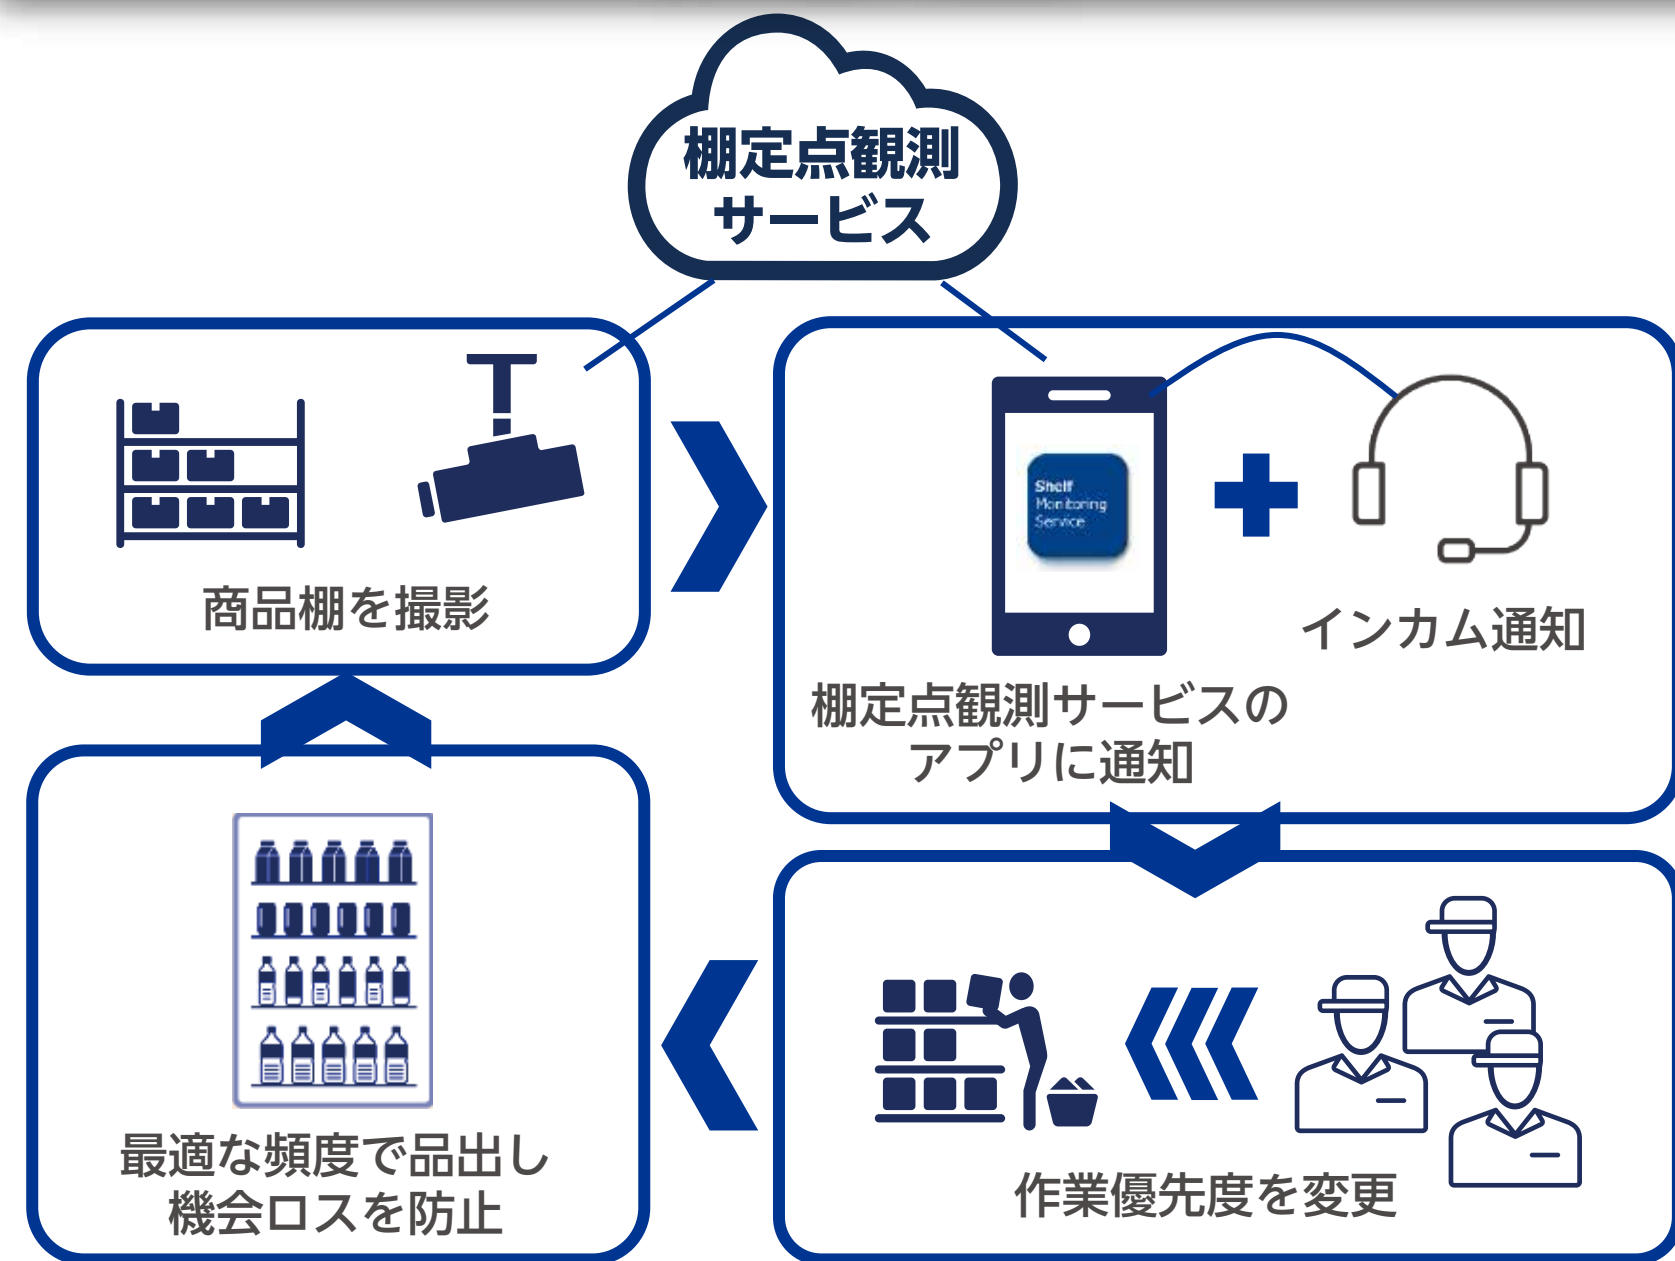 棚定点観測
サービス
商品棚を撮影
Shelf
Monitoring
Service
インカム通知
棚定点観測サービスの
アプリに通知
作業優先度を変更
最適な頻度で品出し
機会ロスを防止